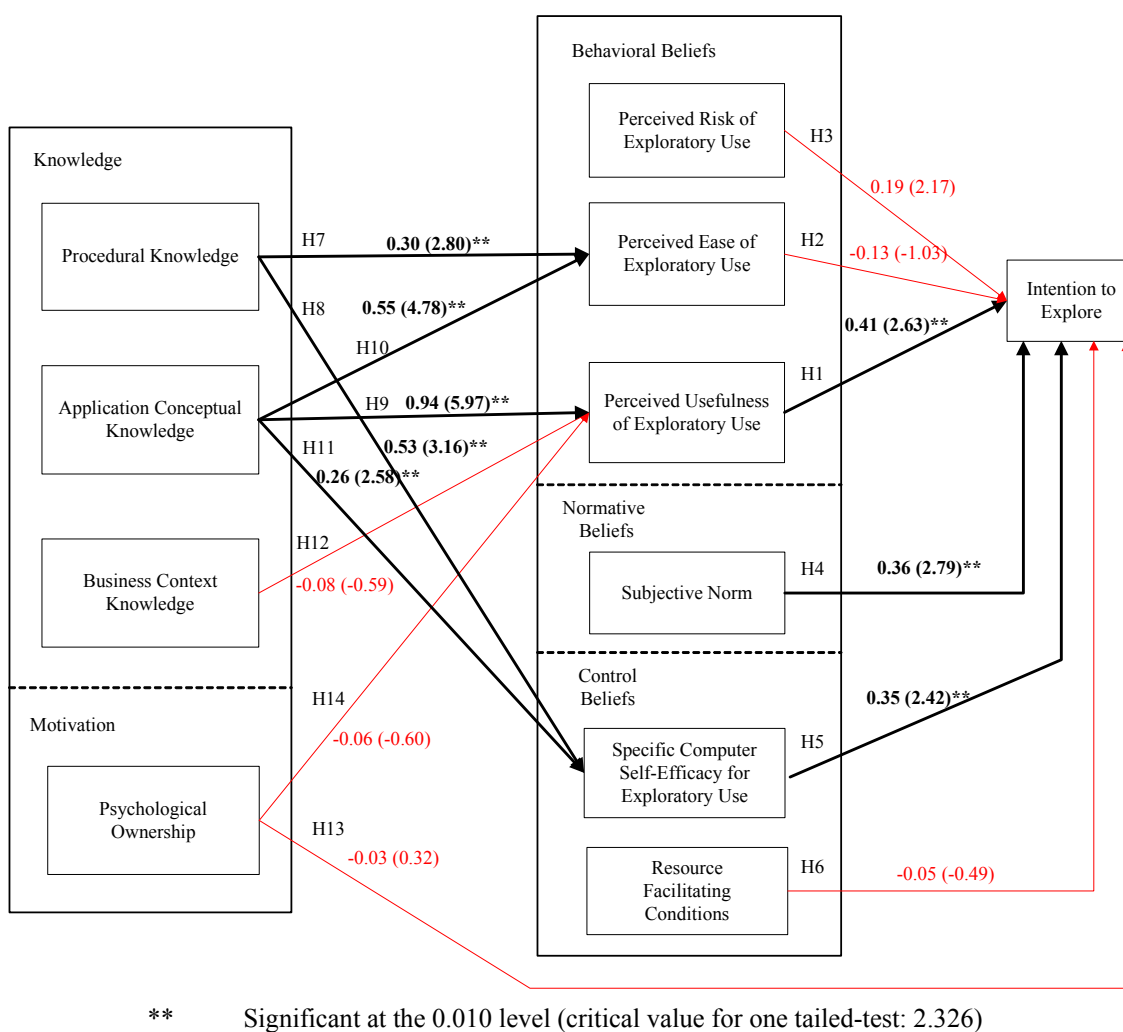 Behavioral Beliefs
Perceived Risk of
Exploratory Use
H3
0.19 (2.17)
Knowledge
Procedural Knowledge
H7
0.30 (2.80)**
Perceived Ease of
Exploratory Use
H2
-0.13 (-1.03)
Intention to
Explore
H8
0.55 (4.78)**
H10
0.41 (2.63)**
Application Conceptual
Knowledge
H9
0.94 (5.97)**
Perceived Usefulness
of Exploratory Use
H1
H11
0.53 (3.16)**
0.26 (2.58)**
Normative
Beliefs
Business Context
Knowledge
H12
-0.08 (-0.59)
Subjective Norm
H4
0.36 (2.79)**
Control
Beliefs
Motivation
H14
-0.06 (-0.60)
0.35 (2.42)**
Specific Computer
Self-Efficacy for
Exploratory Use
H5
Psychological
Ownership
H13
-0.03 (0.32)
Resource
Facilitating
Conditions
H6
-0.05 (-0.49)
** Significant at the 0.010 level (critical value for one tailed-test: 2.326)